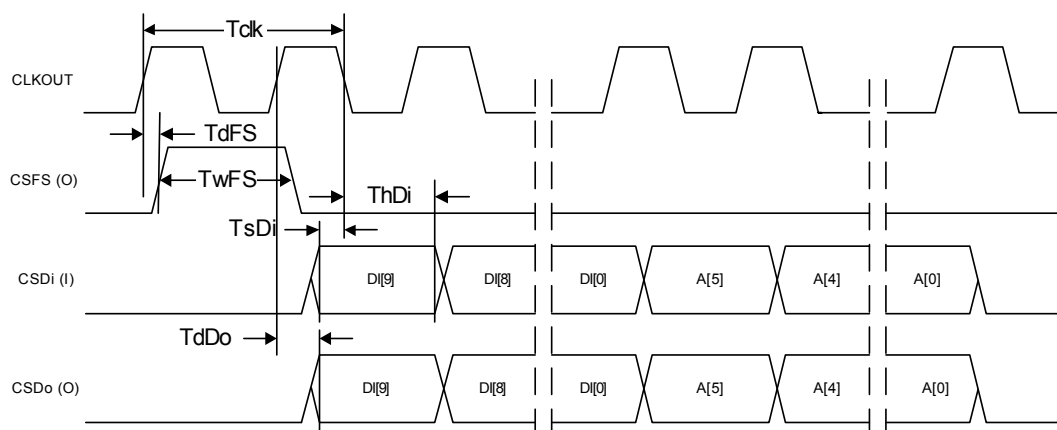 Tclk
CLKOUT
TdFS
CSFS (O)
TwFS
ThDi
TsDi
CSDi (I)
DI[9]
DI[8]
DI[0]
A[5]
A[4]
A[0]
TdDo
CSDo (O)
DI[9]
DI[8]
DI[0]
A[5]
A[4]
A[0]